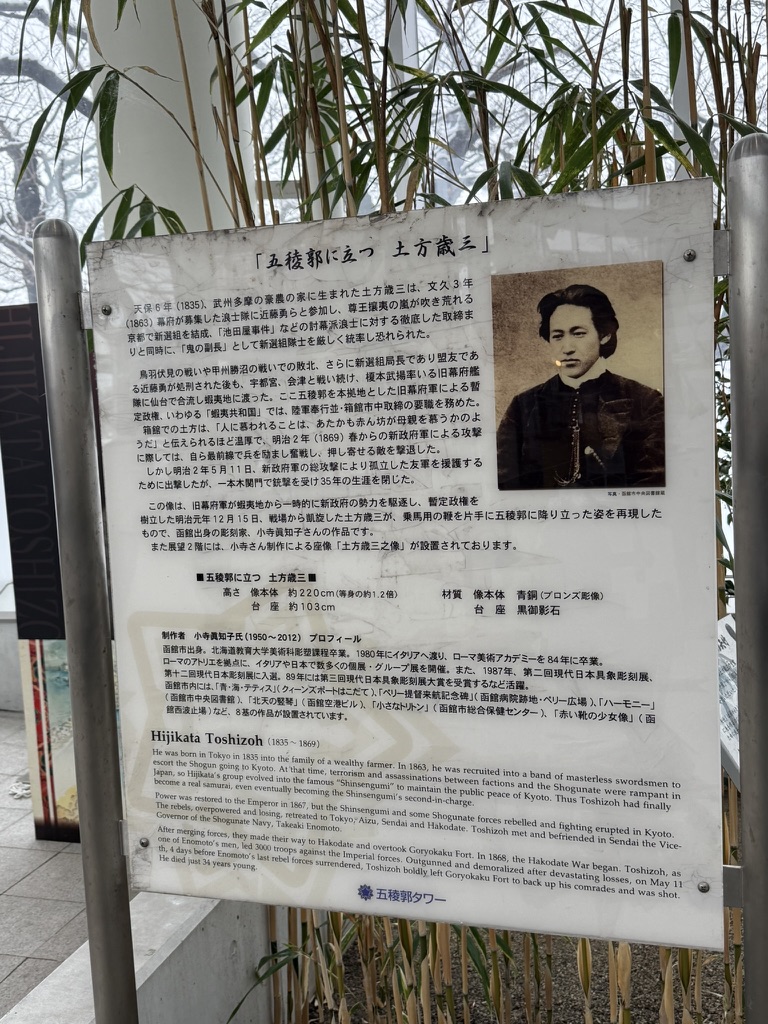 「五稜郭に立つ 土方歳三」
天保6年(1835)、武州多摩の豪農の家に生まれた土方歳三は、文久3年
(1863)幕府が募集した浪士隊に近藤勇らと参加し、尊王攘夷の嵐が吹き荒れる
京都で新選組を結成、「池田屋事件」などの討幕派浪士に対する徹底した取締ま
りと同時に、「鬼の副長」として新選組隊士を厳しく統率し恐れられた。
鳥羽伏見の戦いや甲州勝沼の戦いでの敗北、さらに新選組局長であり盟友であ
る近藤勇の処刑された後も、宇都宮、会津と戦い続け、榎本武揚率いる旧幕府艦
隊に仙台で合流し蝦夷地に渡った。ここ五稜郭を本拠地とした旧幕府軍による暫
定政権、いわゆる「蝦夷共和国」では、陸軍奉行並・箱館市中取締の要職を務めた。
箱館での土方は、「人に慕われることは、あたかも赤ん坊が母親を慕うかのよ
うだ」と伝えられるほど温厚で、明治2年(1869)春からの新政府軍による攻撃
に際しては、自ら最前線で兵を励まし奮戦し、押し寄せる敵を撃退した。
しかし明治2年5月11日、新政府軍の総攻撃により孤立した友軍を援護する
ために出撃したが、一本木関門で銃撃を受け35年の生涯を閉じた。
写真・函館市中央図書館蔵
この像は、旧幕府軍が蝦夷地から一時的に新政府の勢力を駆逐し、暫定政権を
樹立した明治元年12月15日、戦場から凱旋した土方歳三が、乗馬用の鞭を片手に五稜郭に降り立った姿を再現した
もので、函館出身の彫刻家、小寺眞知子さんの作品です。
また展望2階には、小寺さん制作による座像「土方歳三之像」が設置されております。
■五稜郭に立つ 土方歳三■
高さ 像本体 約220cm(等身の約1.2倍) 材質 像本体 青銅(ブロンズ彫像)
台 座 約103cm 台 座 黒御影石
制作者 小寺眞知子氏(1950～2012) プロフィール
函館市出身。北海道教育大学美術科彫塑課程卒業。1980年にイタリアへ渡り、ローマ美術アカデミーを84年に卒業。
ローマのアトリエを拠点に、イタリアや日本で数多くの個展・グループ展を開催。また、1987年、第二回現代日本具象彫刻展、
第十二回現代日本彫刻展に入選。89年には第三回現代日本具象彫刻展大賞を受賞するなど活躍。
函館市内には、「青・海・テティス」(クィーンズポートはこだて)、「ペリー提督来航記念碑」(函館病院跡地・ペリー広場)、「ハーモニー」
(函館市中央図書館)、「北天の竪琴」(函館空港ビル)、「小さなトリトン」(函館市総合保健センター)、「赤い靴の少女像」(函
館西波止場)など、8基の作品が設置されています。
Hijikata Toshizoh (1835～1869)
He was born in Tokyo in 1835 into the family of a wealthy farmer. In 1863, he was recruited into a band of masterless swordsmen to
escort the Shogun going to Kyoto. At that time, terrorism and assassinations between factions and the Shogunate were rampant in
Japan, so Hijikata's group evolved into the famous "Shinsengumi" to maintain the public peace of Kyoto. Thus Toshizoh had finally
become a real samurai, even eventually becoming the Shinsengumi's second-in-charge.
Power was restored to the Emperor in 1867, but the Shinsengumi and some Shogunate forces rebelled and fighting erupted in Kyoto.
The rebels, overpowered and losing, retreated to Tokyo, Aizu, Sendai and Hakodate. Toshizoh met and befriended in Sendai the Vice-
Governor of the Shogunate Navy, Takeaki Enomoto.
After merging forces, they made their way to Hakodate and overtook Goryokaku Fort. In 1868, the Hakodate War began. Toshizoh, as
one of Enomoto's men, led 3000 troops against the Imperial forces. Outgunned and demoralized after devastating losses, on May 11
th, 4 days before Enomoto's last rebel forces surrendered, Toshizoh boldly left Goryokaku Fort to back up his comrades and was shot.
He died just 34 years young.
五稜郭タワー
HIJIKATA TOSHIZO